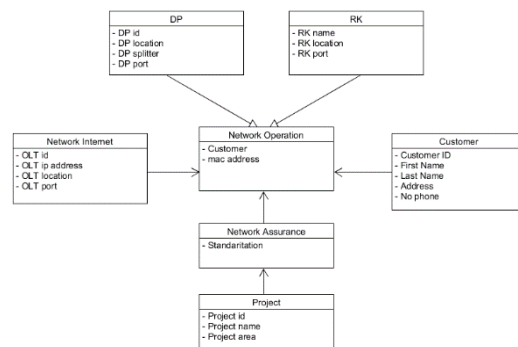 DP
- DP id
- DP location
- DP splitter
- DP port
RK
- RK name
- RK location
- RK port
Network Internet
- OLT id
- OLT ip address
- OLT location
- OLT port
Network Operation
- Customer
- mac address
Customer
- Customer ID
- First Name
- Last Name
- Address
- No phone
Network Assurance
- Standaritation
Project
- Project id
- Project name
- Project area